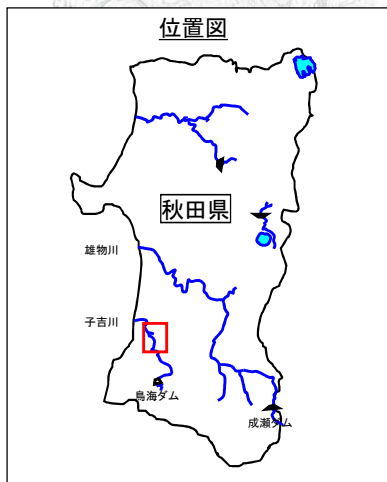 位置図
秋田県
雄物川
子吉川
鳥海ダム
成瀬ダム